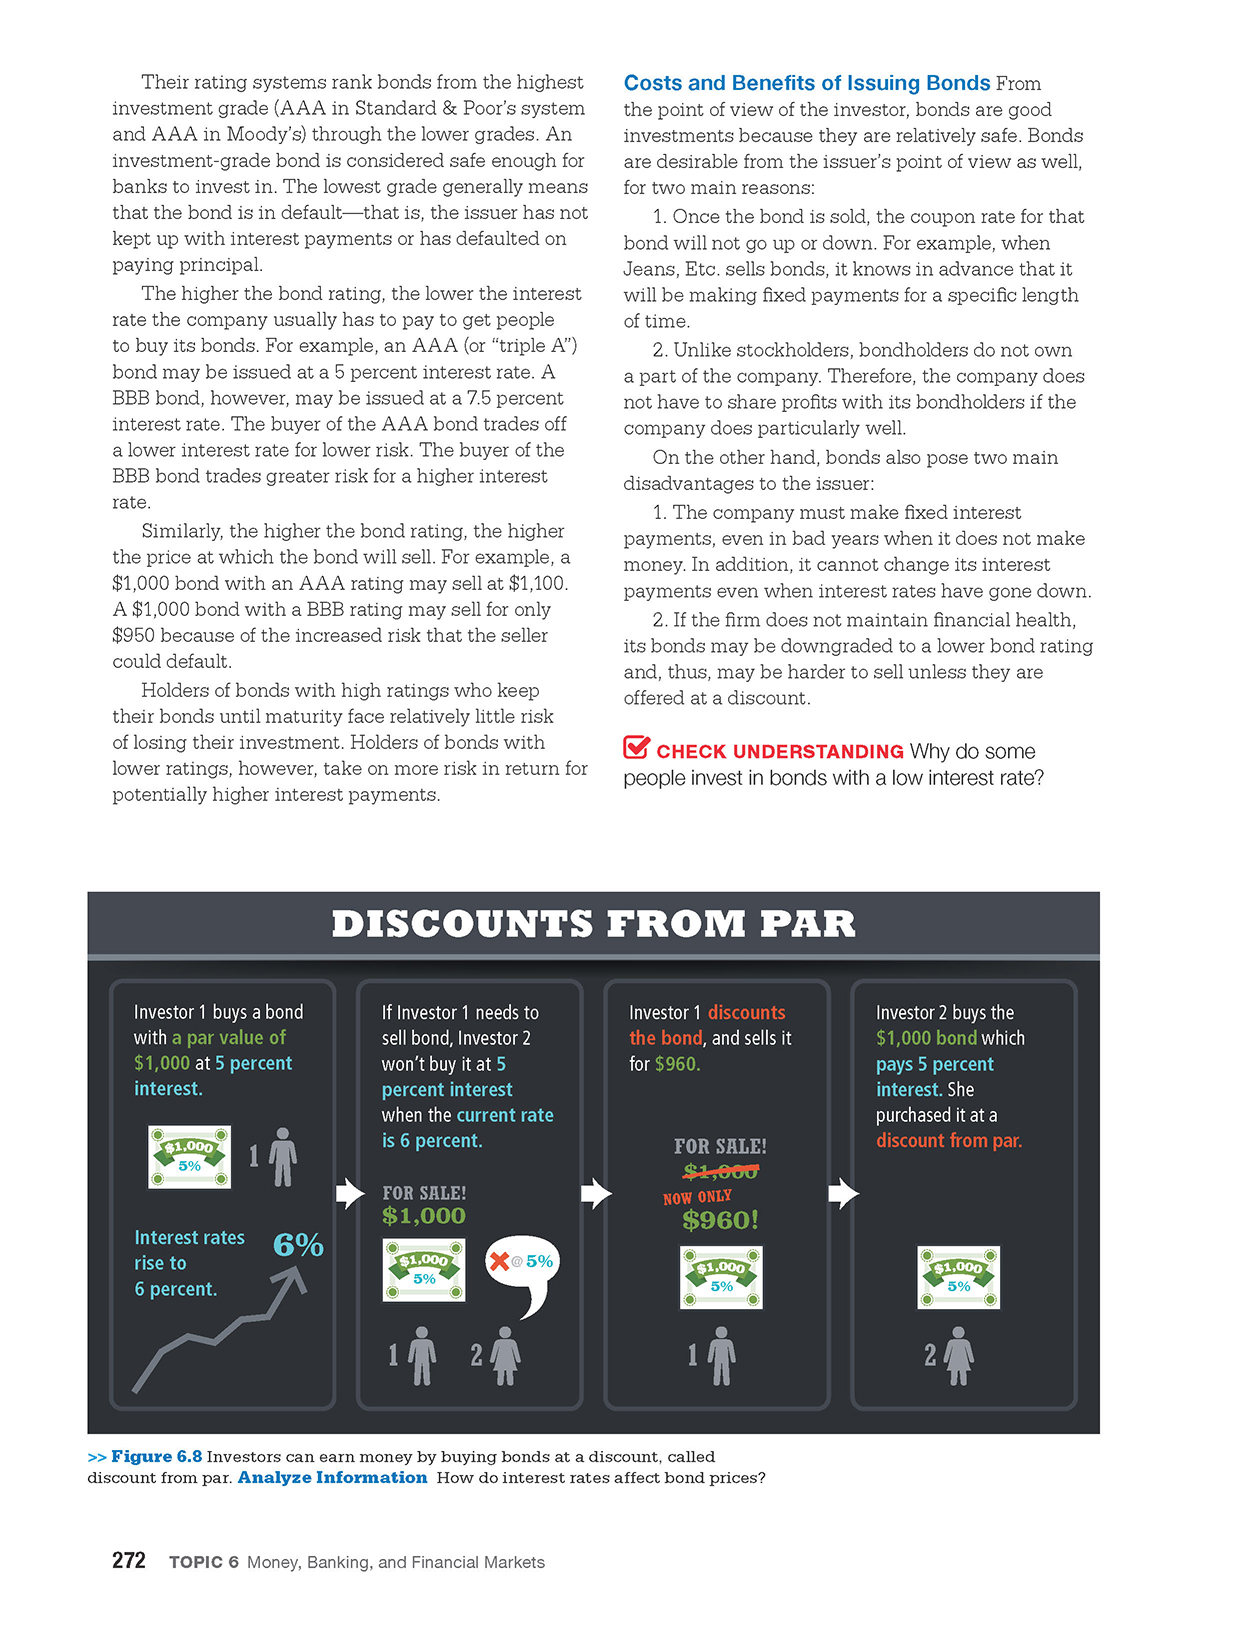 Their rating systems rank bonds from the highest
investment grade (AAA in Standard & Poor's system
and AAA in Moody's) through the lower grades. An
investment-grade bond is considered safe enough for
banks to invest in. The lowest grade generally means
that the bond is in default—that is, the issuer has not
kept up with interest payments or has defaulted on
paying principal.
The higher the bond rating, the lower the interest
rate the company usually has to pay to get people
to buy its bonds. For example, an AAA (or “triple A”)
bond may be issued at a 5 percent interest rate. A
BBB bond, however, may be issued at a 7.5 percent
interest rate. The buyer of the AAA bond trades off
a lower interest rate for lower risk. The buyer of the
BBB bond trades greater risk for a higher interest
rate.
Similarly, the higher the bond rating, the higher
the price at which the bond will sell. For example, a
$1,000 bond with an AAA rating may sell at $1,100.
A $1,000 bond with a BBB rating may sell for only
$950 because of the increased risk that the seller
could default.
Holders of bonds with high ratings who keep
their bonds until maturity face relatively little risk
of losing their investment. Holders of bonds with
lower ratings, however, take on more risk in return for
potentially higher interest payments.
Costs and Benefits of Issuing Bonds From
the point of view of the investor, bonds are good
investments because they are relatively safe. Bonds
are desirable from the issuer's point of view as well,
for two main reasons:
1. Once the bond is sold, the coupon rate for that
bond will not go up or down. For example, when
Jeans, Etc. sells bonds, it knows in advance that it
will be making fixed payments for a specific length
of time.
2. Unlike stockholders, bondholders do not own
a part of the company. Therefore, the company does
not have to share profits with its bondholders if the
company does particularly well.
On the other hand, bonds also pose two main
disadvantages to the issuer:
1. The company must make fixed interest
payments, even in bad years when it does not make
money. In addition, it cannot change its interest
payments even when interest rates have gone down.
2. If the firm does not maintain financial health,
its bonds may be downgraded to a lower bond rating
and, thus, may be harder to sell unless they are
offered at a discount.
CHECK UNDERSTANDING Why do some
people invest in bonds with a low interest rate?
DISCOUNTS FROM PAR
Investor 1 buys a bond
with a par value of
$1,000 at 5 percent
interest.
$1,000
5%
1
Interest rates
rise to
6 percent.
6%
If Investor 1 needs to
sell bond, Investor 2
won't buy it at 5
percent interest
when the current rate
is 6 percent.
FOR SALE!
$1,000
$1,000
5%
@ 5%
1
2
Investor 1 discounts
the bond, and sells it
for $960.
FOR SALE!
$1,000
NOW ONLY
$960!
$1,000
5%
1
Investor 2 buys the
$1,000 bond which
pays 5 percent
interest. She
purchased it at a
discount from par.
$1,000
5%
2
>> Figure 6.8 Investors can earn money by buying bonds at a discount, called
discount from par. Analyze Information How do interest rates affect bond prices?
272 TOPIC 6 Money, Banking, and Financial Markets